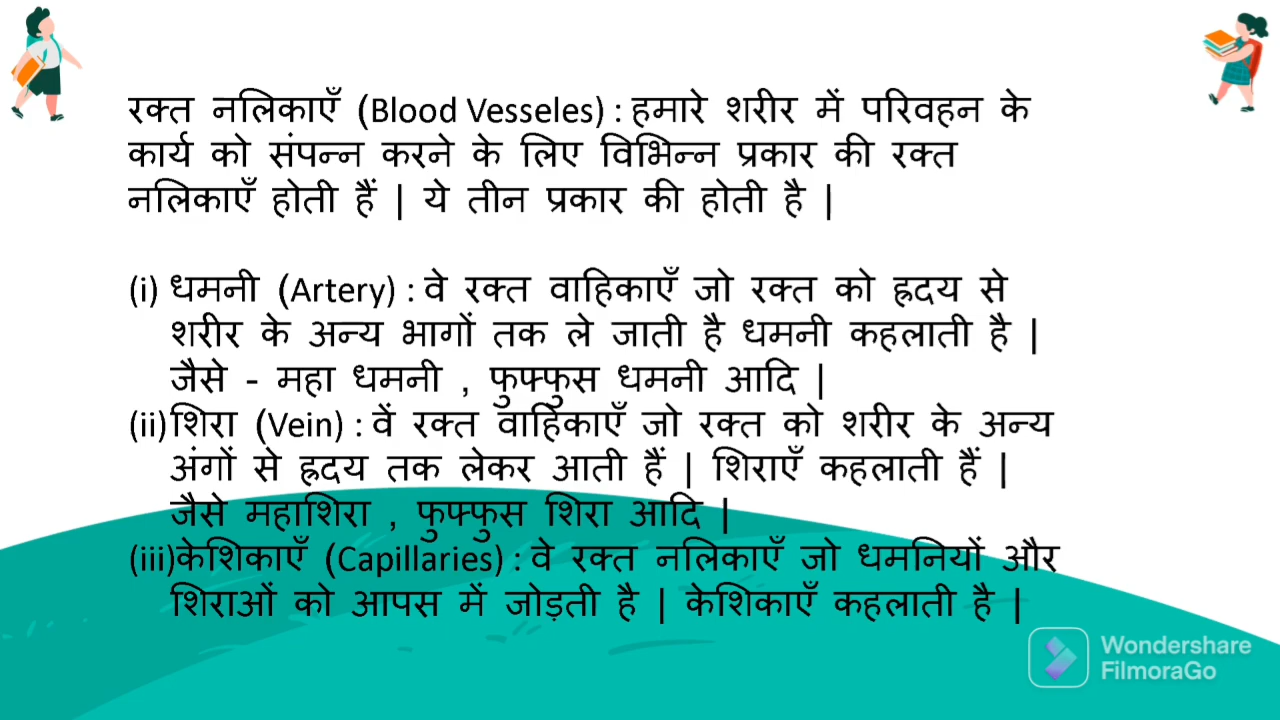 रक्त नलिकाएँ (Blood Vesseles) : हमारे शरीर में परिवहन के
कार्य को संपन्न करने के लिए विभिन्न प्रकार की रक्त
नलिकाएँ होती हैं | ये तीन प्रकार की होती है |
(i) धमनी (Artery) : वे रक्त वाहिकाएँ जो रक्त को ह्रदय से
शरीर के अन्य भागों तक ले जाती है धमनी कहलाती है |
जैसे - महा धमनी , फुफ्फुस धमनी आदि |
(ii) शिरा (Vein) : वें रक्त वाहिकाएँ जो रक्त को शरीर के अन्य
अंगों से ह्रदय तक लेकर आती हैं | शिराएँ कहलाती हैं |
जैसे महाशिरा , फुफ्फुस शिरा आदि |
(iii)केशिकाएँ (Capillaries) : वे रक्त नलिकाएँ जो धमनियों और
शिराओं को आपस में जोड़ती है | केशिकाएँ कहलाती है |
Wondershare
FilmoraGo